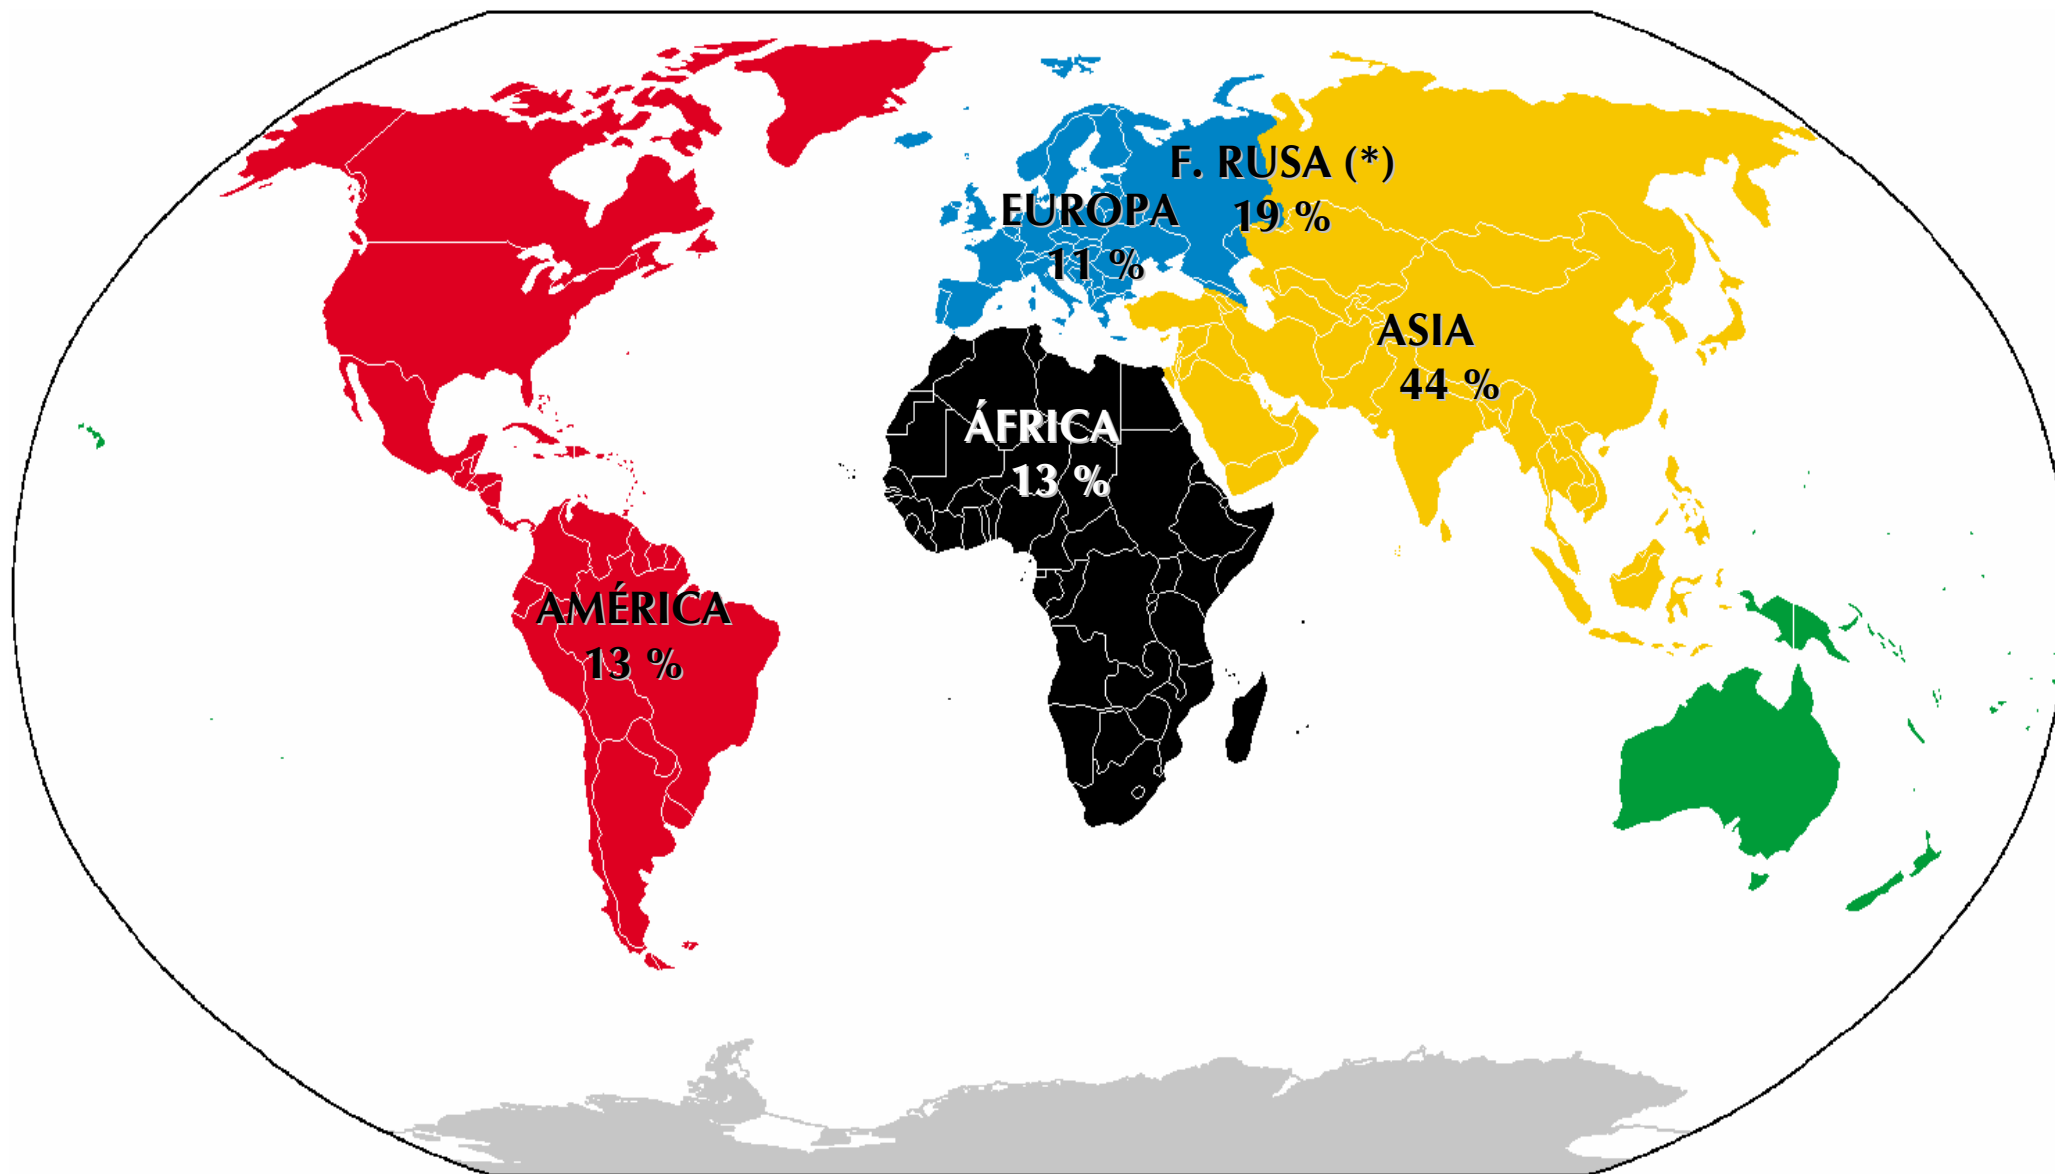 F. RUSA (*)
19 %
EUROPA
11 %
ASIA
44 %
ÁFRICA
13 %
AMÉRICA
13 %